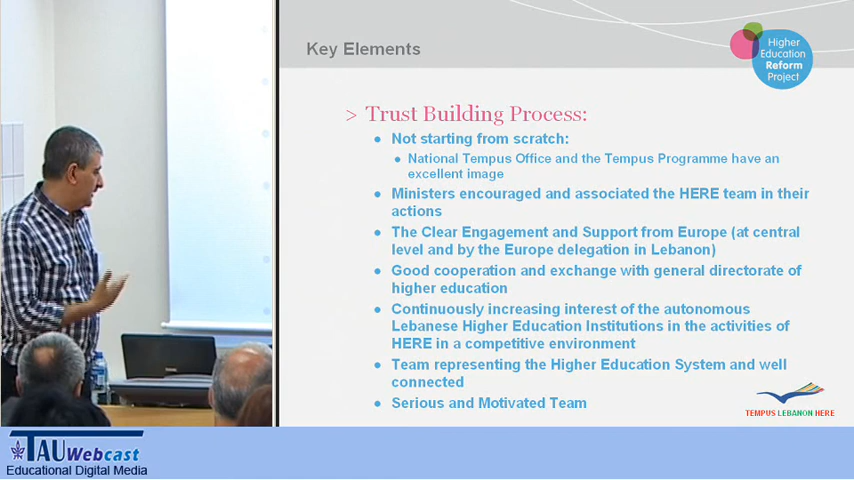 Key Elements
Higher
Education
Reform
Project
> Trust Building Process:
• Not starting from scratch:
• National Tempus Office and the Tempus Programme have an
excellent image
• Ministers encouraged and associated the HERE team in their
actions
• The Clear Engagement and Support from Europe (at central
level and by the Europe delegation in Lebanon)
• Good cooperation and exchange with general directorate of
higher education
• Continuously increasing interest of the autonomous
Lebanese Higher Education Institutions in the activities of
HERE in a competitive environment
• Team representing the Higher Education System and well
connected
• Serious and Motivated Team
TEMPUS LEBANON HERE
TAU Webcast
Educational Digital Media